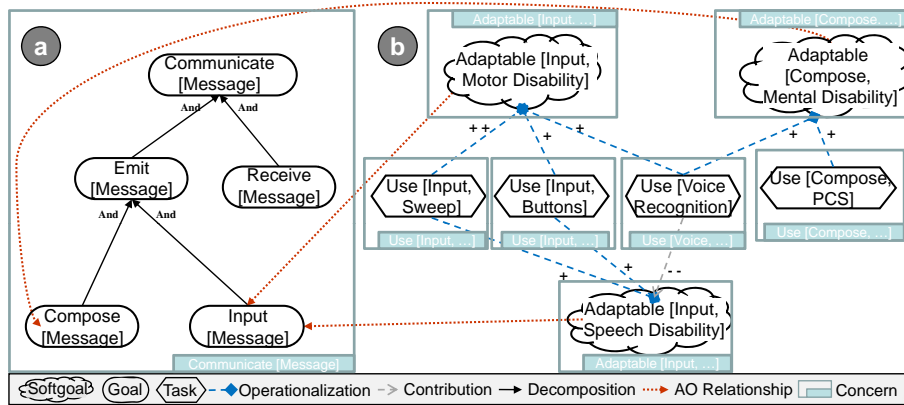 a
Communicate
[Message]
And
And
Emit
[Message]
Receive
[Message]
And
And
Compose
[Message]
Input
[Message]
Communicate [Message]
b
Adaptable [Input, ...]
Adaptable [Input,
Motor Disability]
Adaptable [Compose, ...]
Adaptable
[Compose,
Mental Disability]
++
+
+
+
+
Use [Input,
Sweep]
Use [Input, ...]
Use [Input,
Buttons]
Use [Input, ...]
Use [Voice
Recognition]
Use [Voice, ...]
Use [Compose,
PCS]
Use [Compose, ...]
+
+
--
Adaptable [Input,
Speech Disability]
Adaptable [Input, ...]
Softgoal Goal Task Operationalization Contribution Decomposition AO Relationship Concern